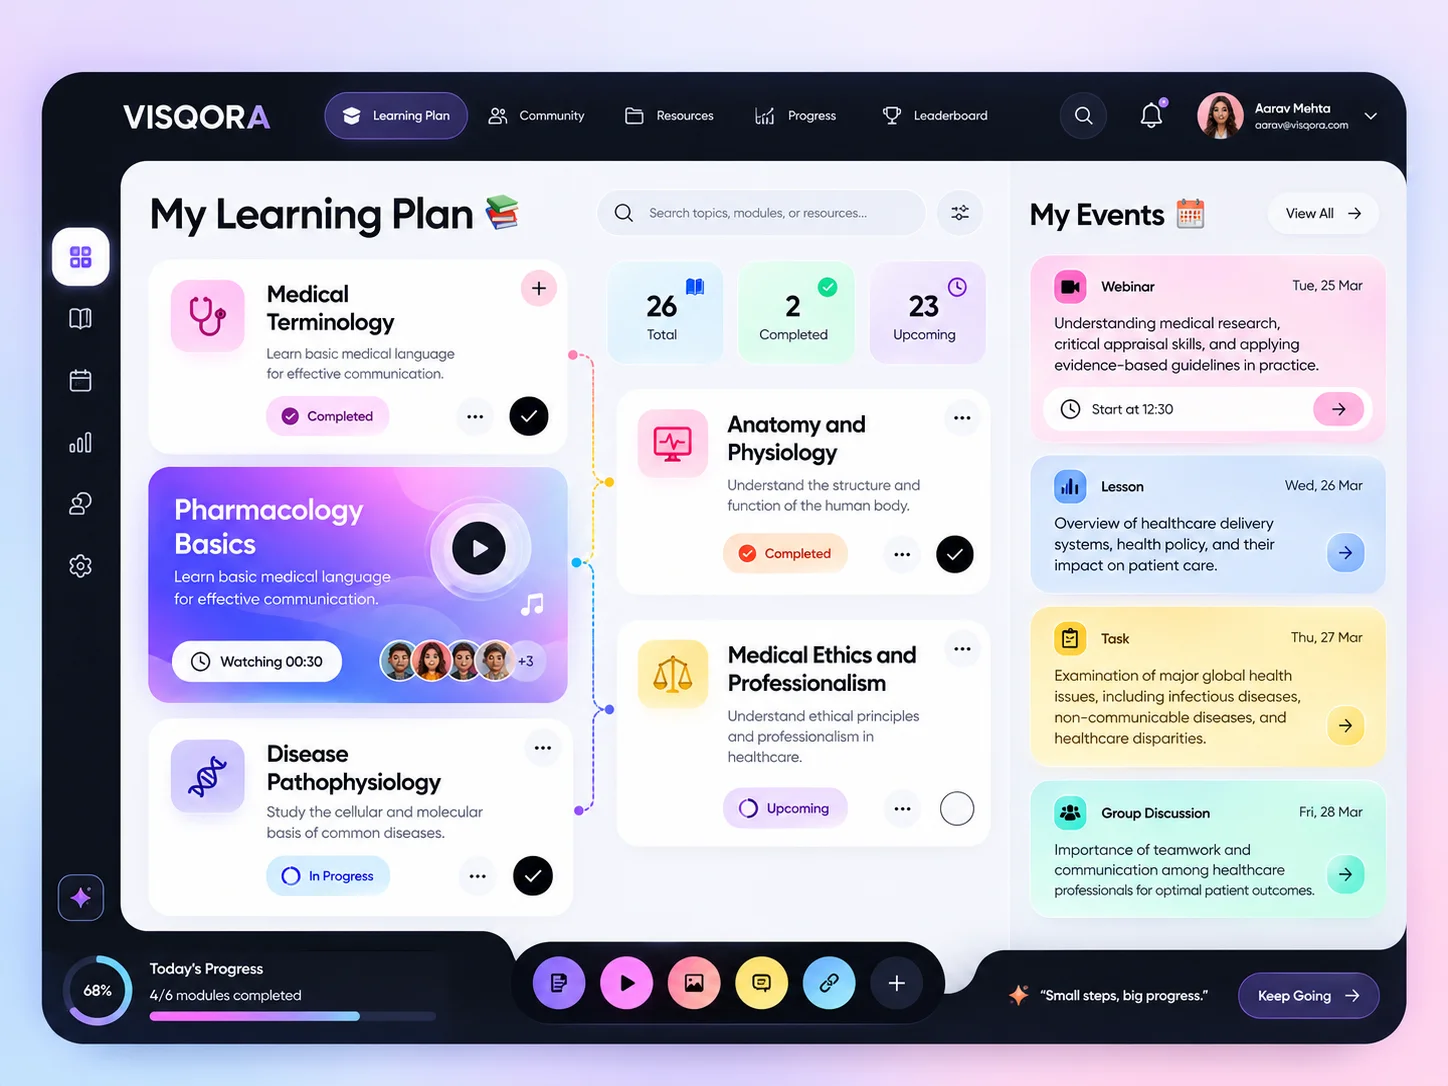 VISQORA
Learning Plan
Community
Resources
Progress
Leaderboard
Aarav Mehta
aarav@visqora.com
My Learning Plan
Search topics, modules, or resources...
My Events
View All
Medical
Terminology
Learn basic medical language
for effective communication.
Completed
26
Total
2
Completed
23
Upcoming
Pharmacology
Basics
Learn basic medical language
for effective communication.
Watching 00:30
+3
Anatomy and
Physiology
Understand the structure and
function of the human body.
Completed
Disease
Pathophysiology
Study the cellular and molecular
basis of common diseases.
In Progress
Medical Ethics and
Professionalism
Understand ethical principles
and professionalism in
healthcare.
Upcoming
Webinar
Tue, 25 Mar
Understanding medical research,
critical appraisal skills, and applying
evidence-based guidelines in practice.
Start at 12:30
Lesson
Wed, 26 Mar
Overview of healthcare delivery
systems, health policy, and their
impact on patient care.
Task
Thu, 27 Mar
Examination of major global health
issues, including infectious diseases,
non-communicable diseases, and
healthcare disparities.
Group Discussion
Fri, 28 Mar
Importance of teamwork and
communication among healthcare
professionals for optimal patient outcomes.
68%
Today's Progress
4/6 modules completed
“Small steps, big progress.”
Keep Going